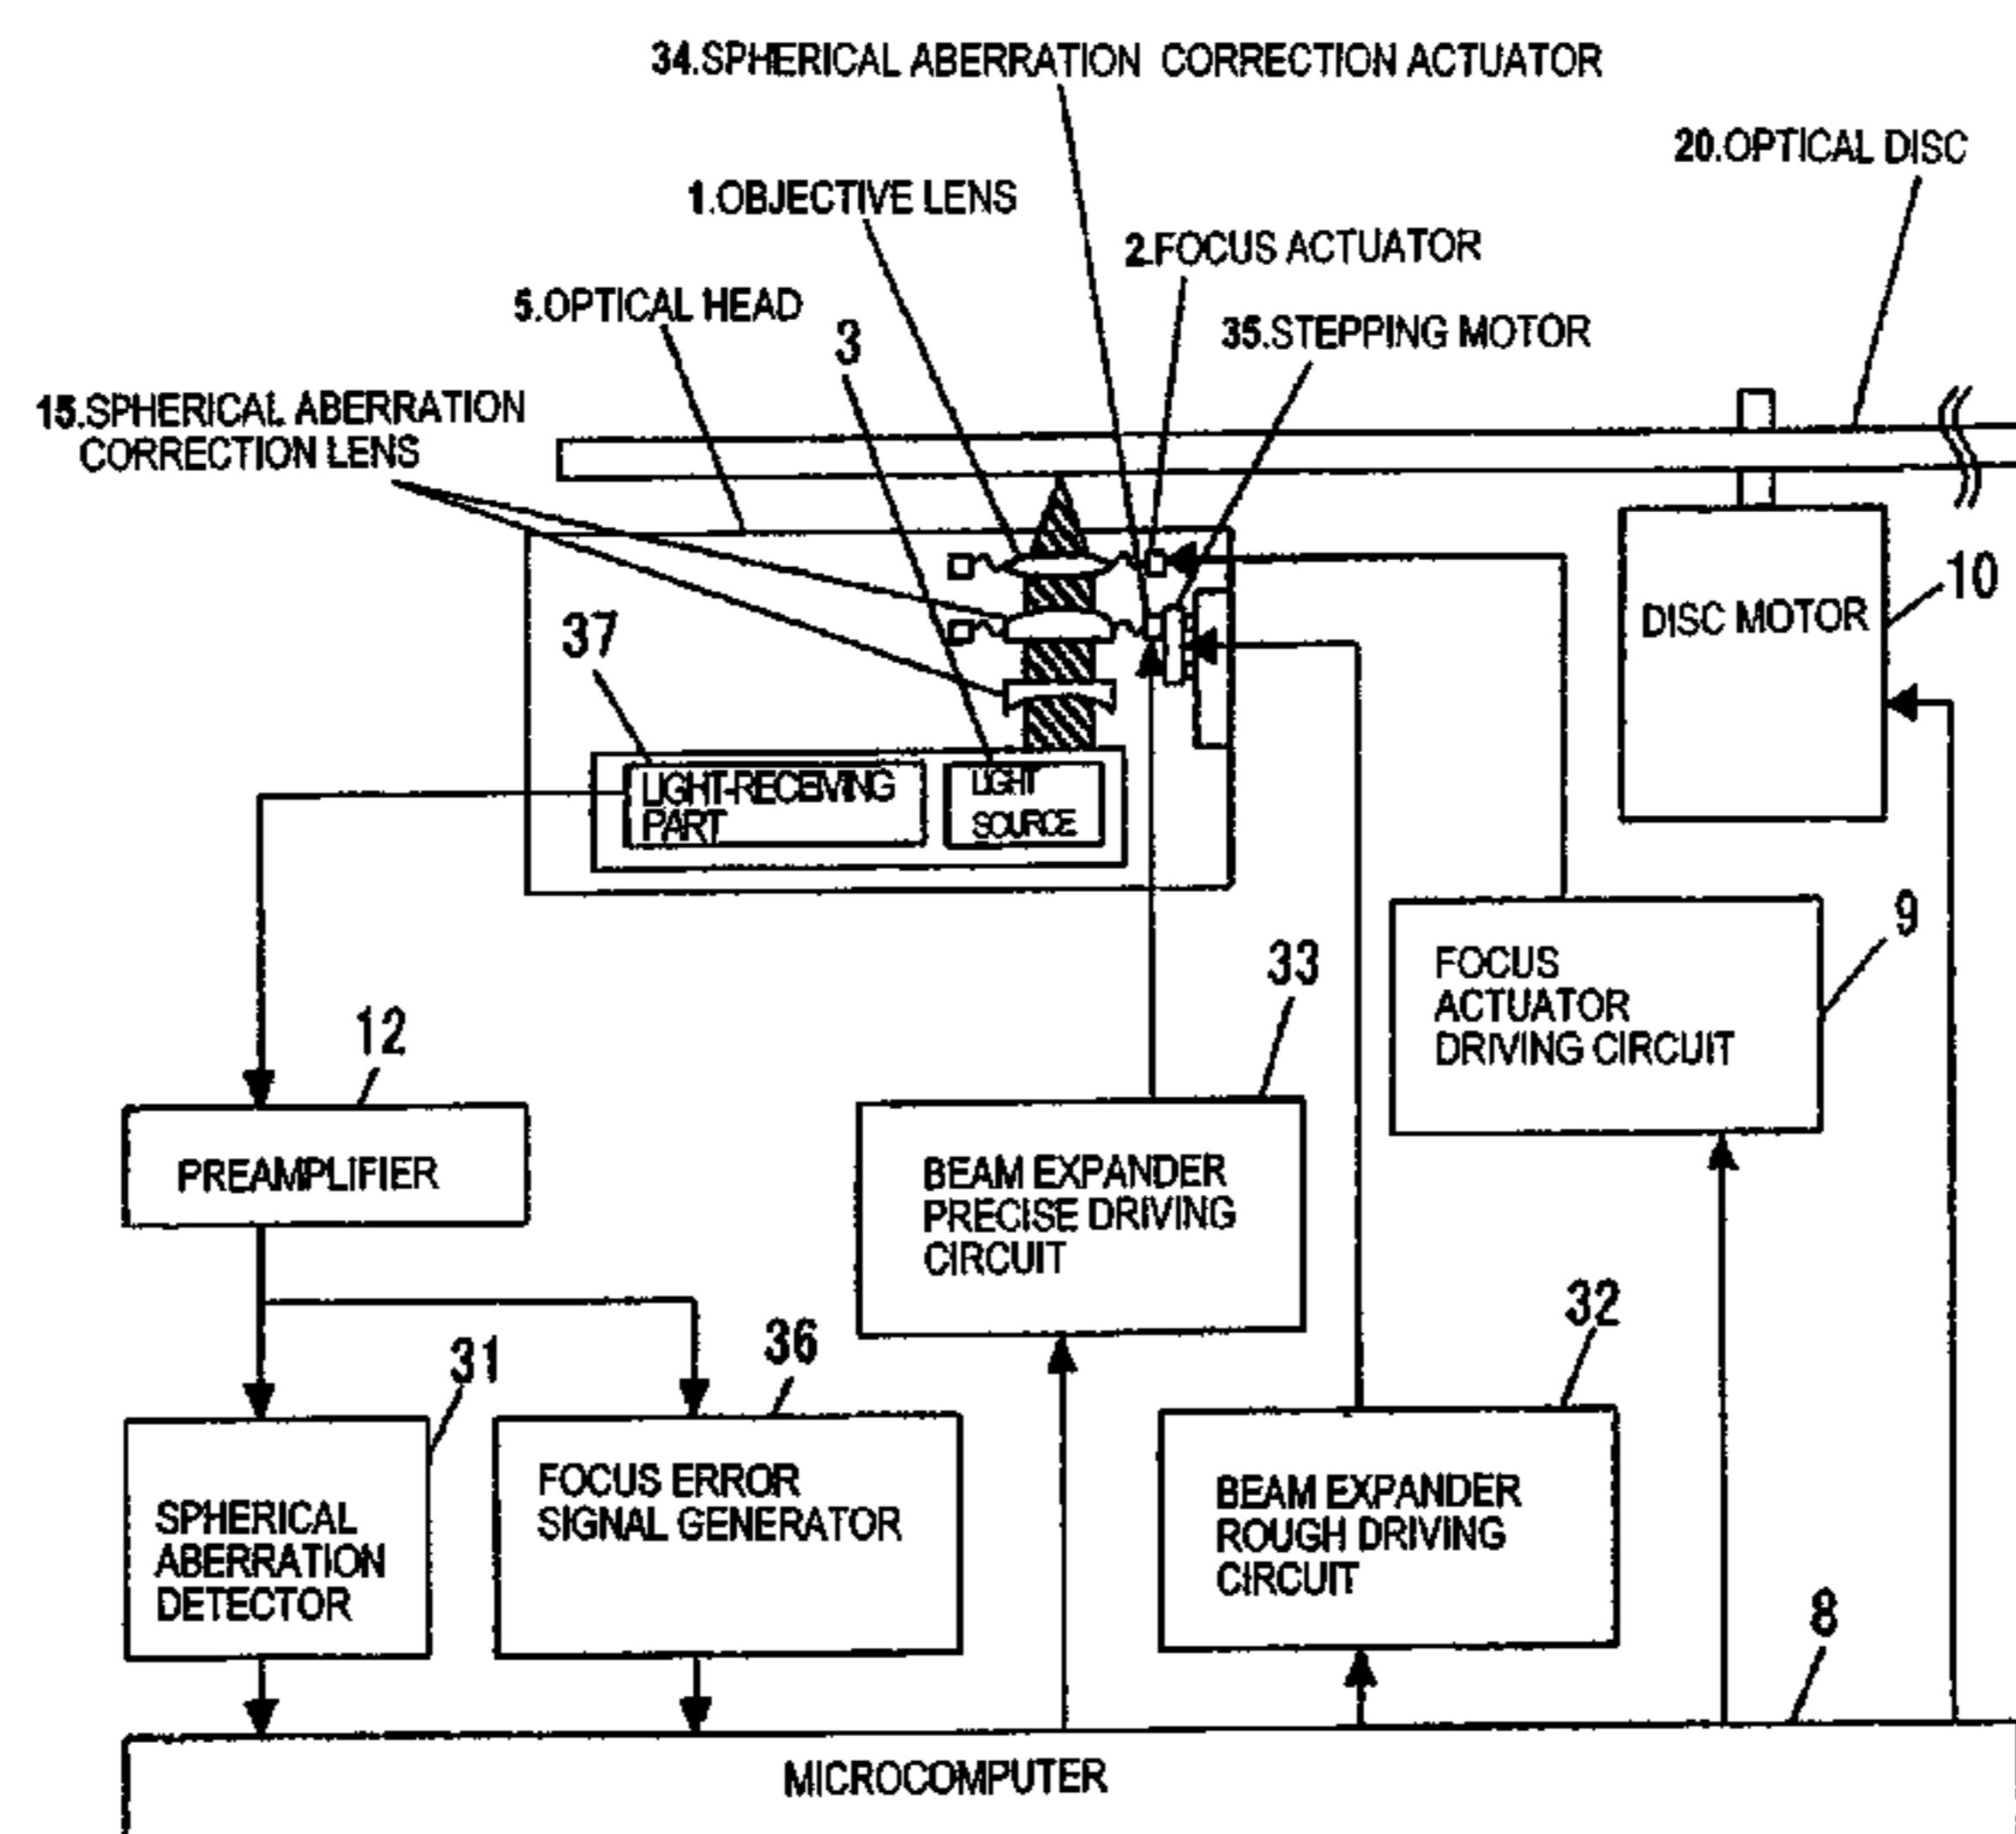 34.SPHERICAL ABERRATION CORRECTION ACTUATOR
20.OPTICAL DISC
1.OBJECTIVE LENS
2.FOCUS ACTUATOR
5.OPTICAL HEAD
3
35.STEPPING MOTOR
15.SPHERICAL ABERRATION
CORRECTION LENS
10
DISC MOTOR
37
LIGHT-RECEIVING
PART
LIGHT
SOURCE
9
FOCUS
ACTUATOR
DRIVING CIRCUIT
33
12
PREAMPLIFIER
BEAM EXPANDER
PRECISE DRIVING
CIRCUIT
32
36
31
FOCUS ERROR
SIGNAL GENERATOR
BEAM EXPANDER
ROUGH DRIVING
CIRCUIT
SPHERICAL
ABERRATION
DETECTOR
8
MICROCOMPUTER